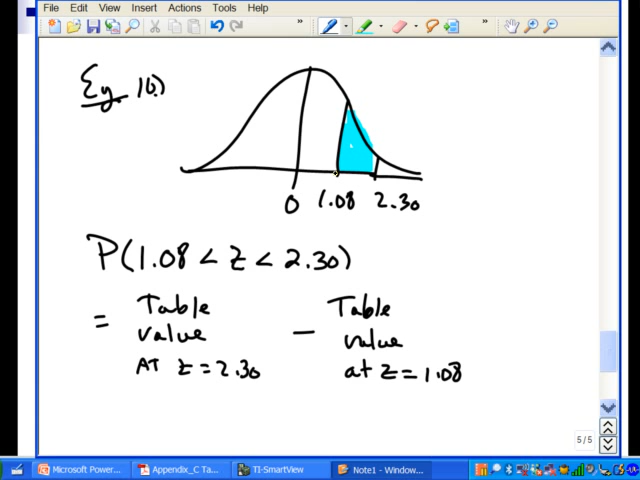 File Edit View Insert Actions Tools Help
Eg. 10)
0 1.08 2.30
P(1.08 < z < 2.30)
= Table value AT z = 2.30 - Table value at z = 1.08
5/5
Microsoft Power... Appendix_C Ta... TI-SmartView Note1 - Window...